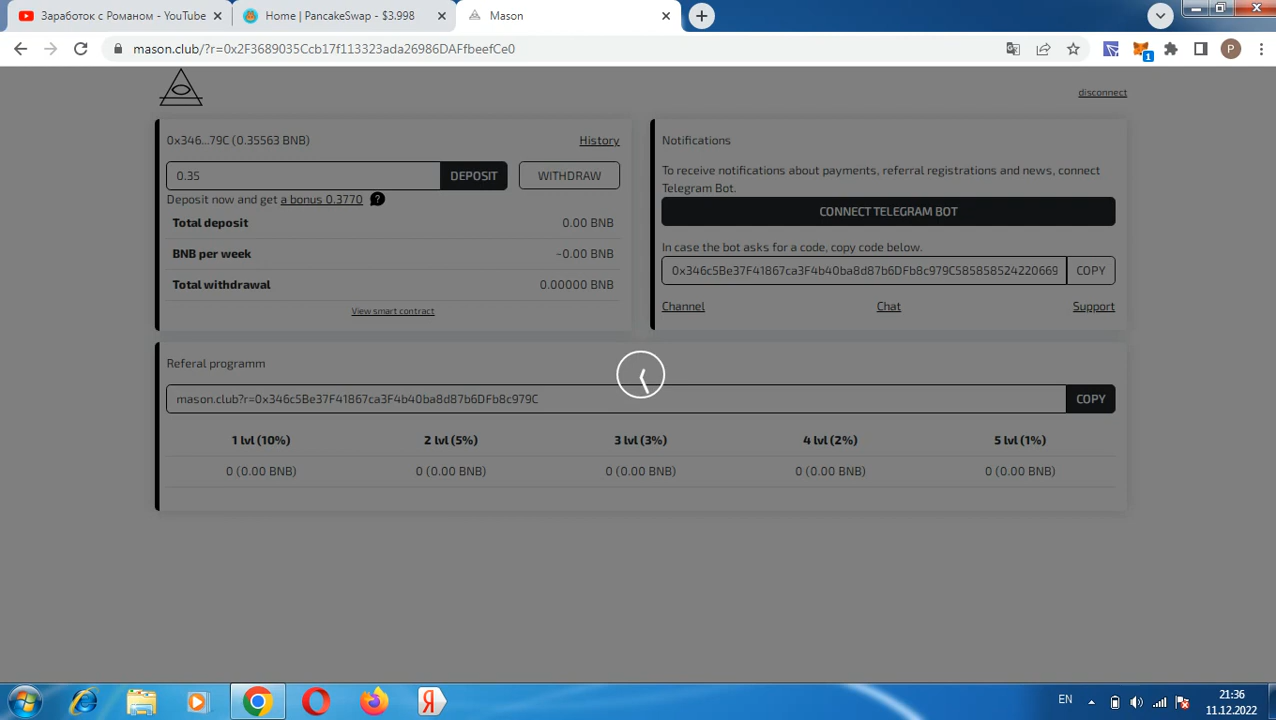 Заработок с Романом - YouTube
Home | PancakeSwap - $3.998
Mason
mason.club/?r=0x2F3689035Ccb17f113323ada26986DAFfbeefCe0
1
P
disconnect
0x346...79C (0.35563 BNB)
History
0.35
DEPOSIT
WITHDRAW
Deposit now and get a bonus 0.3770 ?
Total deposit
0.00 BNB
BNB per week
~0.00 BNB
Total withdrawal
0.00000 BNB
View smart contract
Notifications
To receive notifications about payments, referral registrations and news, connect
Telegram Bot.
CONNECT TELEGRAM BOT
In case the bot asks for a code, copy code below.
0x346c5Be37F41867ca3F4b40ba8d87b6DFb8c979C585858524220669
COPY
Channel
Chat
Support
Referal programm
mason.club?r=0x346c5Be37F41867ca3F4b40ba8d87b6DFb8c979C
COPY
1 lvl (10%)
2 lvl (5%)
3 lvl (3%)
4 lvl (2%)
5 lvl (1%)
0 (0.00 BNB)
0 (0.00 BNB)
0 (0.00 BNB)
0 (0.00 BNB)
0 (0.00 BNB)
Я
EN
21:36
11.12.2022